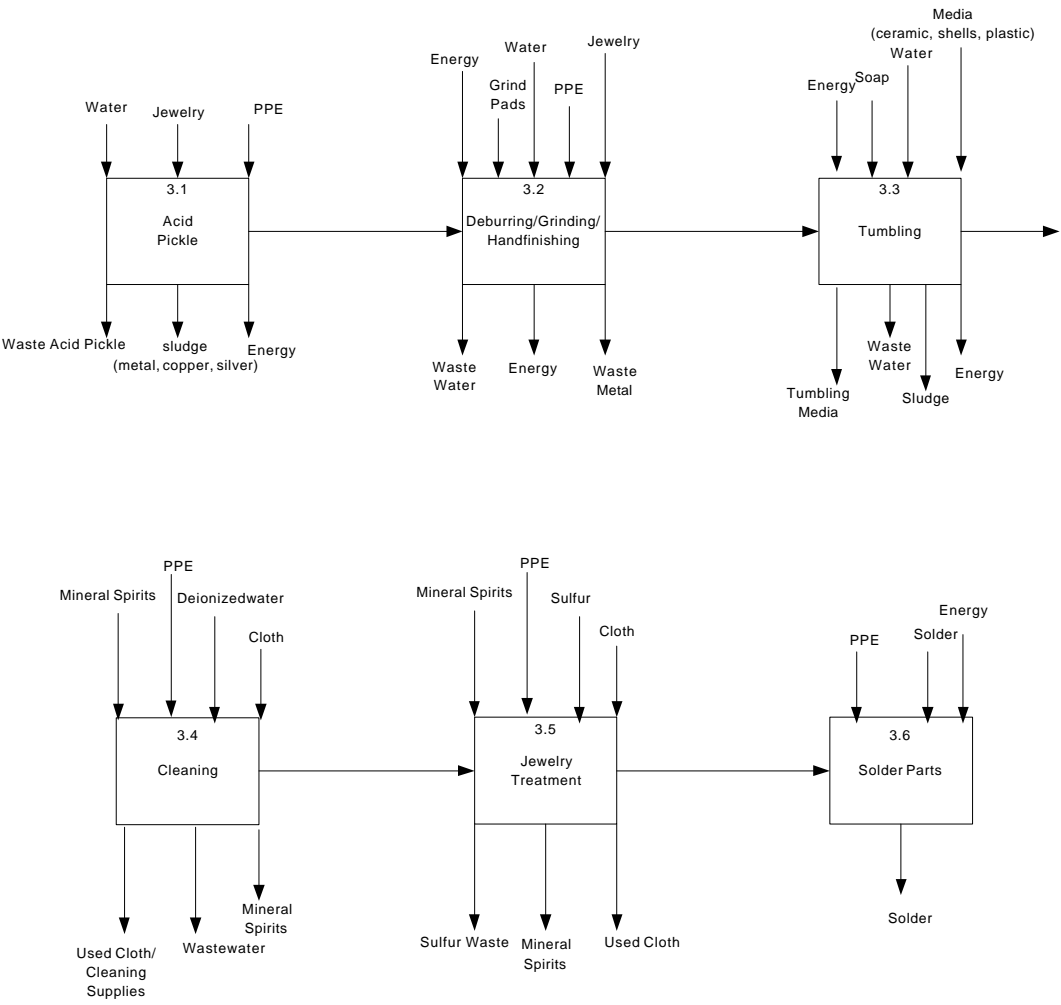 Media
(ceramic, shells, plastic)
Water
Jewelry
Water
Energy
Energy
Soap
Grind
Pads
PPE
Water
Jewelry
PPE
3.1
Acid
Pickle
3.2
Deburring/Grinding/
Handfinishing
3.3
Tumbling
Waste Acid Pickle
sludge
(metal, copper, silver)
Energy
Waste
Water
Energy
Waste
Metal
Waste
Water
Energy
Tumbling
Media
Sludge
PPE
Mineral Spirits
Deionizedwater
Cloth
PPE
Mineral Spirits
Sulfur
Cloth
Energy
Solder
PPE
3.4
Cleaning
3.5
Jewelry
Treatment
3.6
Solder Parts
Mineral
Spirits
Wastewater
Used Cloth/
Cleaning
Supplies
Sulfur Waste
Mineral
Spirits
Used Cloth
Solder